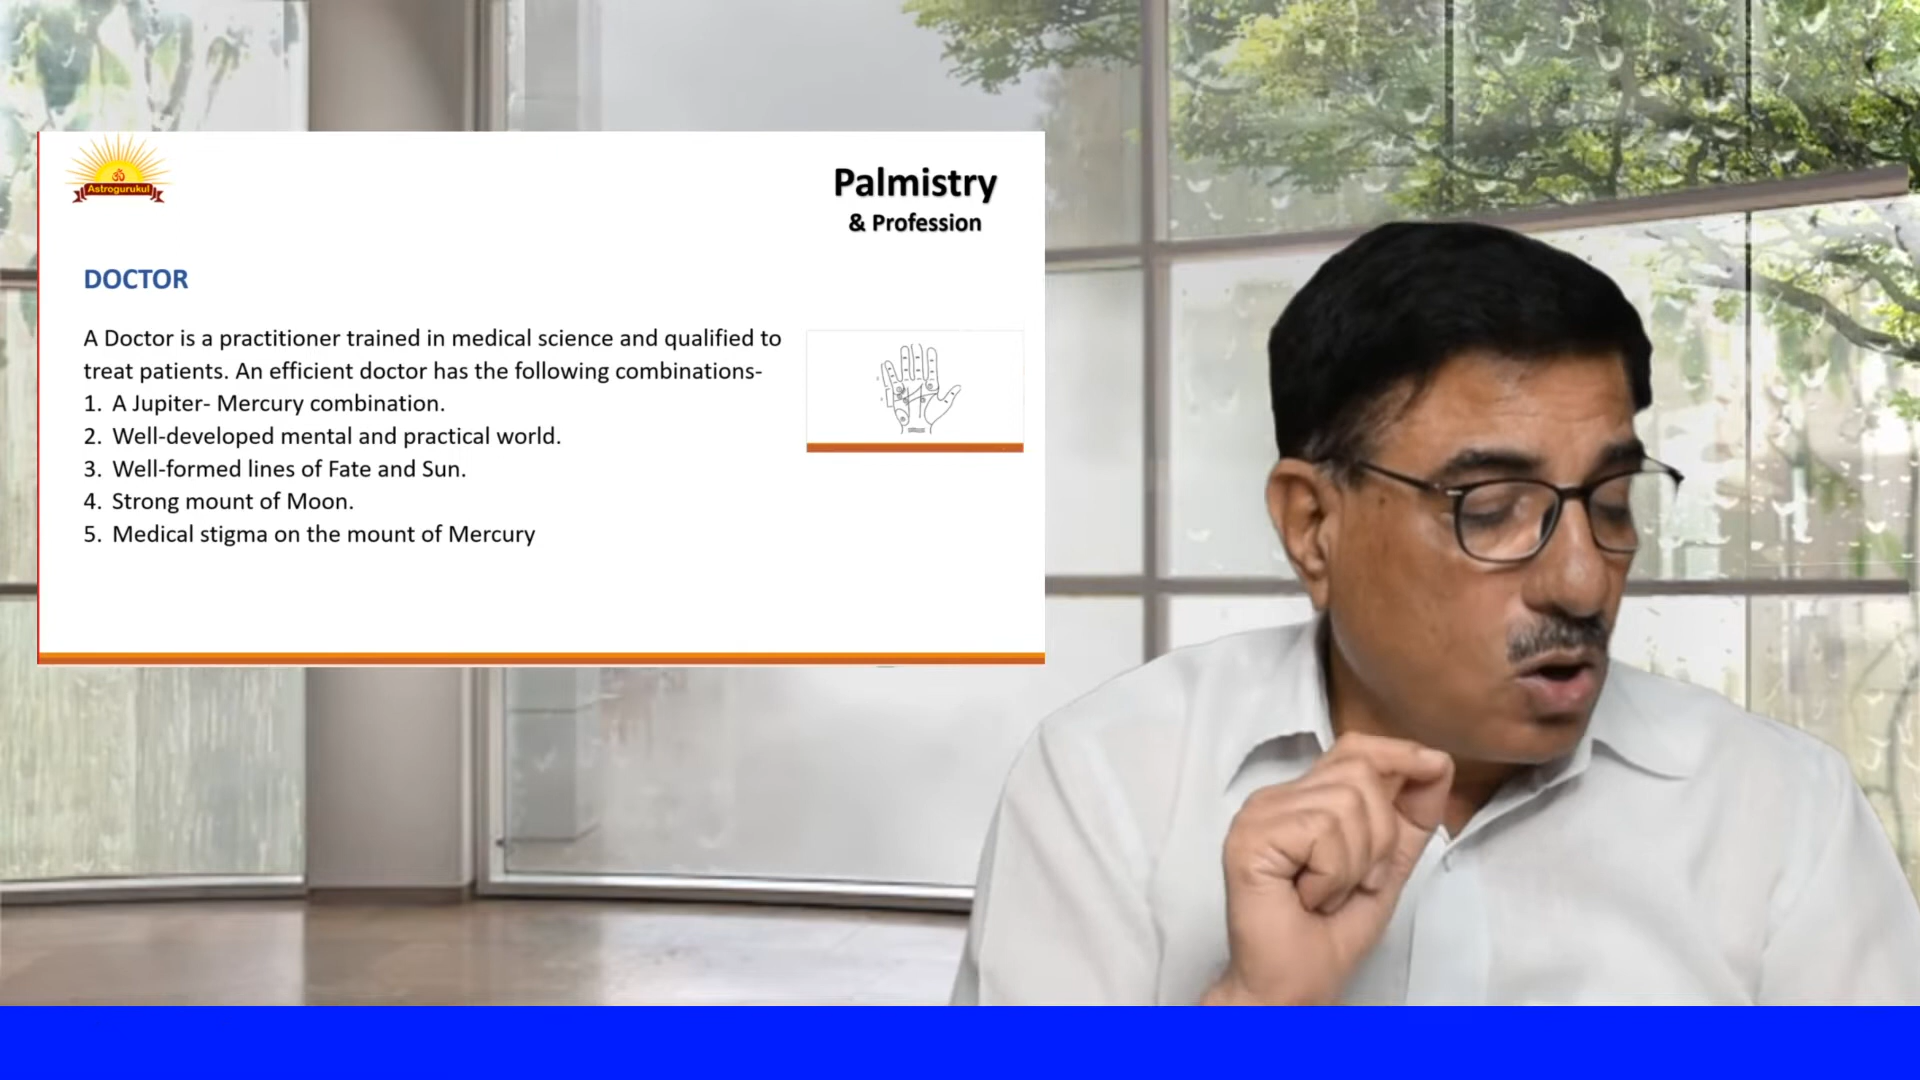 ॐ
Astrogurukul
Palmistry
& Profession
DOCTOR
A Doctor is a practitioner trained in medical science and qualified to
treat patients. An efficient doctor has the following combinations-
1. A Jupiter- Mercury combination.
2. Well-developed mental and practical world.
3. Well-formed lines of Fate and Sun.
4. Strong mount of Moon.
5. Medical stigma on the mount of Mercury